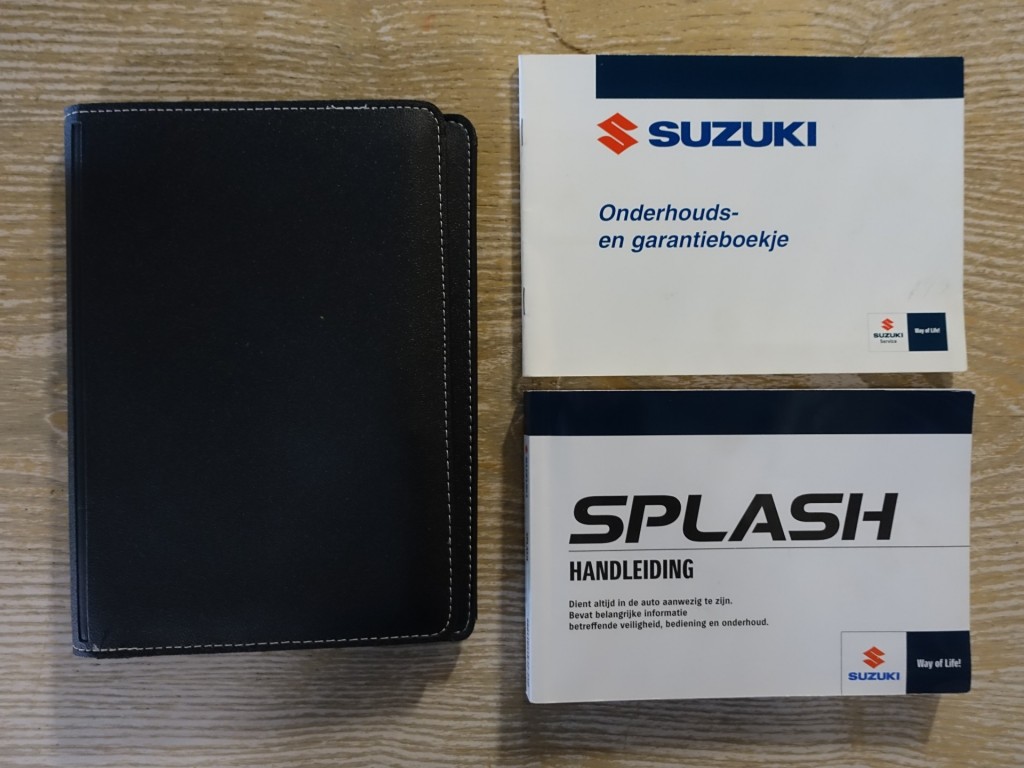 SUZUKI
Onderhouds-
en garantieboekje
SUZUKI
Service
Way of Life!
SPLASH
HANDLEIDING
Dient altijd in de auto aanwezig te zijn.
Bevat belangrijke informatie
betreffende veiligheid, bediening en onderhoud.
SUZUKI
Way of Life!